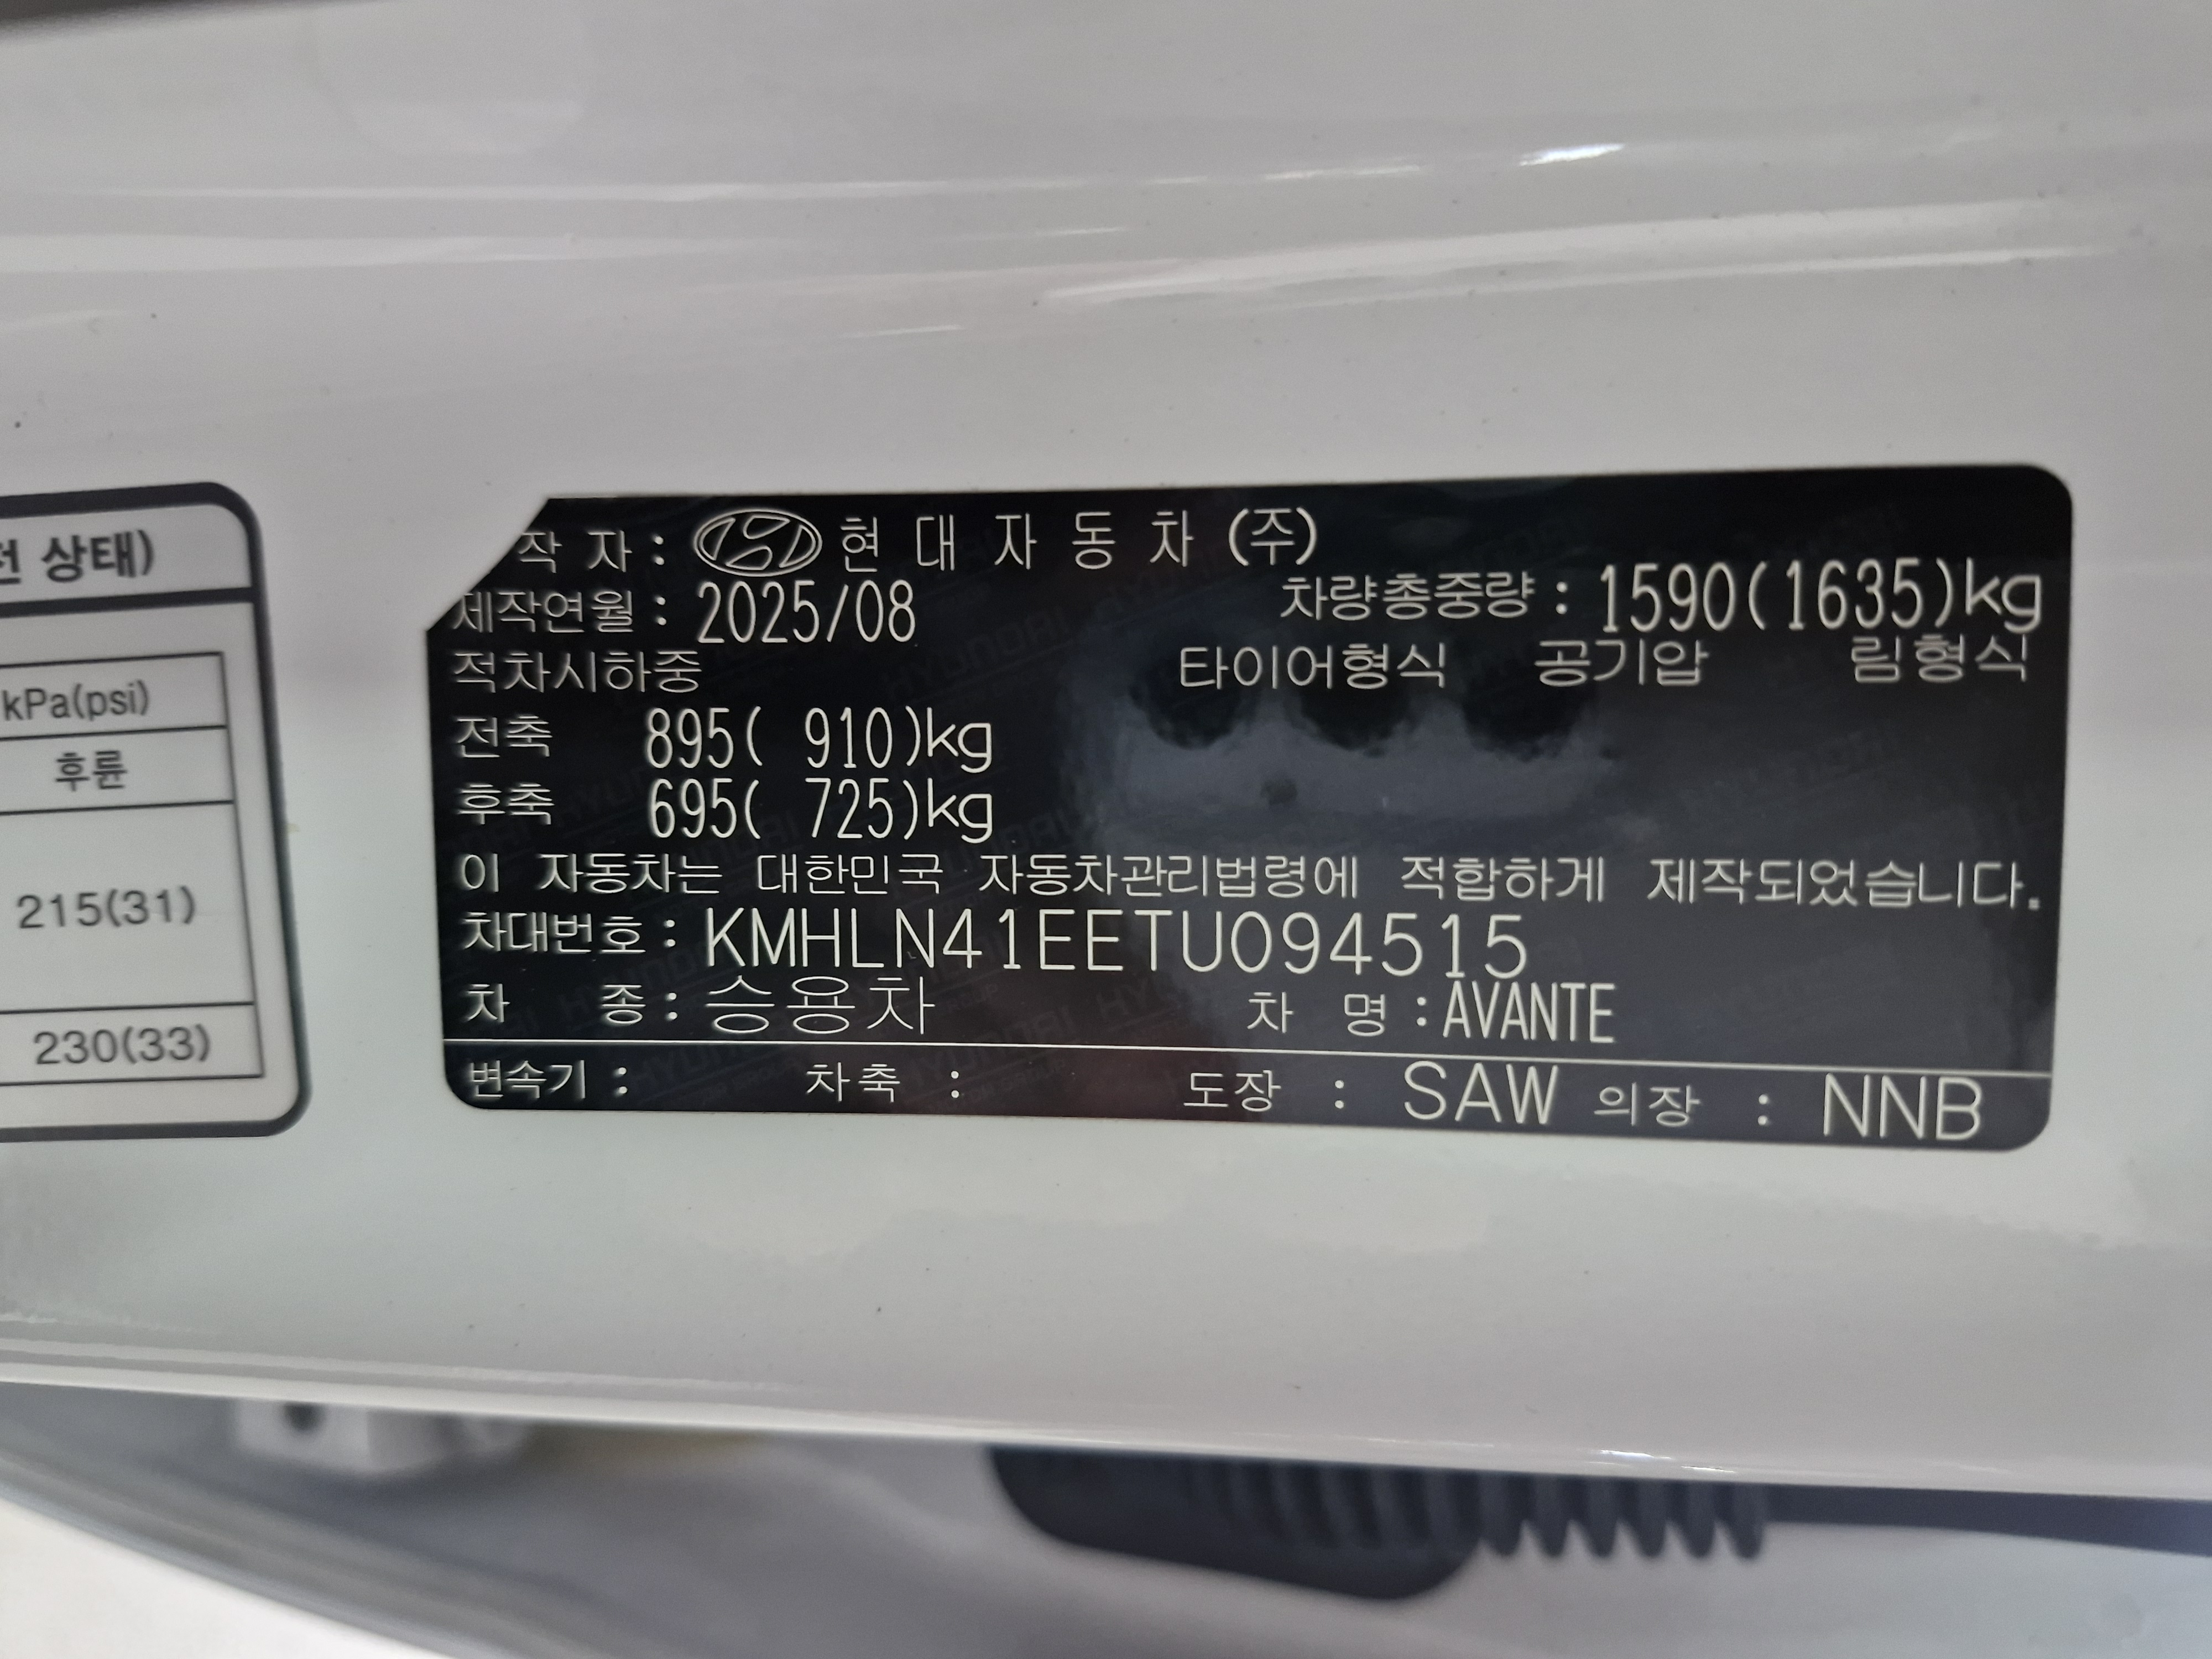 상태)
kPa(psi)
후륜
215(31)
230(33)
작 자 : 현 대 자 동 차 (주)
제작연월 : 2025/08 차량총중량 : 1590(1635)kg
적차시하중 타이어형식 공기압 림형식
전축 895( 910)kg
후축 695( 725)kg
이 자동차는 대한민국 자동차관리법령에 적합하게 제작되었습니다.
차대번호 : KMHLN41EETU094515
차 종 : 승용차 차 명 : AVANTE
변속기 : 차축 : 도장 : SAW 의장 : NNB